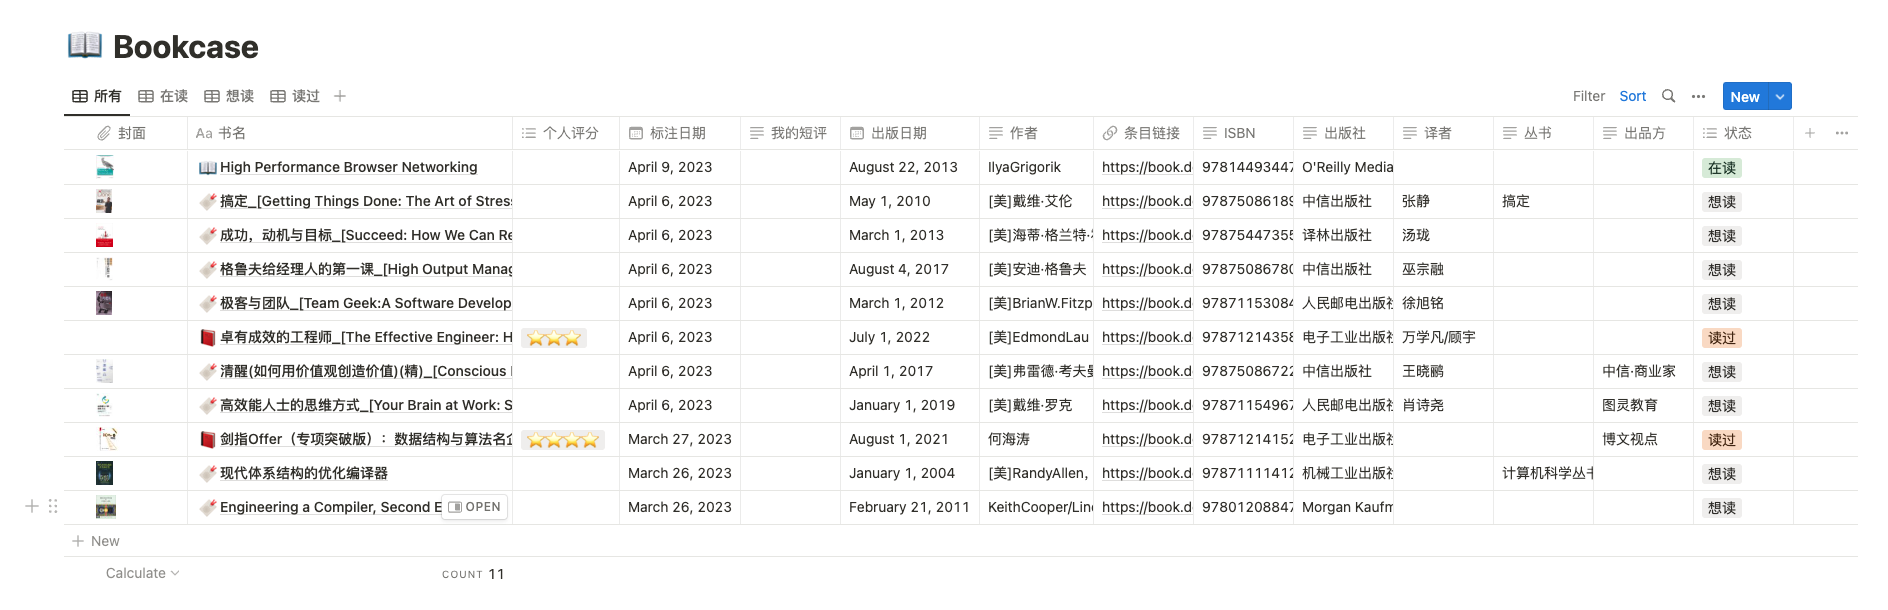 Bookcase
所有 在读 想读 读过
Filter Sort New
封面 Aa 书名 个人评分 标注日期 我的短评 出版日期 作者 条目链接 ISBN 出版社 译者 丛书 出品方 状态
High Performance Browser Networking April 9, 2023 August 22, 2013 IlyaGrigorik https://book.d 97814493447 O'Reilly Media 在读
搞定_[Getting Things Done: The Art of Stres April 6, 2023 May 1, 2010 [美]戴维·艾伦 https://book.d 97875086189 中信出版社 张静 搞定 想读
成功，动机与目标_[Succeed: How We Can Re April 6, 2023 March 1, 2013 [美]海蒂·格兰特· https://book.d 97875447355 译林出版社 汤珑 想读
格鲁夫给经理人的第一课_[High Output Manag April 6, 2023 August 4, 2017 [美]安迪·格鲁夫 https://book.d 97875086780 中信出版社 巫宗融 想读
极客与团队_[Team Geek:A Software Develop April 6, 2023 March 1, 2012 [美]BrianW.Fitzp https://book.d 97871153084 人民邮电出版社 徐旭铭 想读
卓有成效的工程师_[The Effective Engineer: H ⭐⭐⭐ April 6, 2023 July 1, 2022 [美]EdmondLau https://book.d 97871214358 电子工业出版社 万学凡/顾宇 读过
清醒(如何用价值观创造价值)(精)_[Conscious April 6, 2023 April 1, 2017 [美]弗雷德·考夫曼 https://book.d 97875086722 中信出版社 王晓鹂 中信·商业家 想读
高效能人士的思维方式_[Your Brain at Work: S April 6, 2023 January 1, 2019 [美]戴维·罗克 https://book.d 97871154967 人民邮电出版社 肖诗尧 图灵教育 想读
剑指Offer（专项突破版）：数据结构与算法名企 ⭐⭐⭐⭐ March 27, 2023 August 1, 2021 何海涛 https://book.d 97871214152 电子工业出版社 博文视点 读过
现代体系结构的优化编译器 March 26, 2023 January 1, 2004 [美]RandyAllen, https://book.d 97871111412 机械工业出版社 计算机科学丛书 想读
Engineering a Compiler, Second E OPEN March 26, 2023 February 21, 2011 KeithCooper/Lin https://book.d 97801208847 Morgan Kaufm 想读
New
Calculate COUNT 11